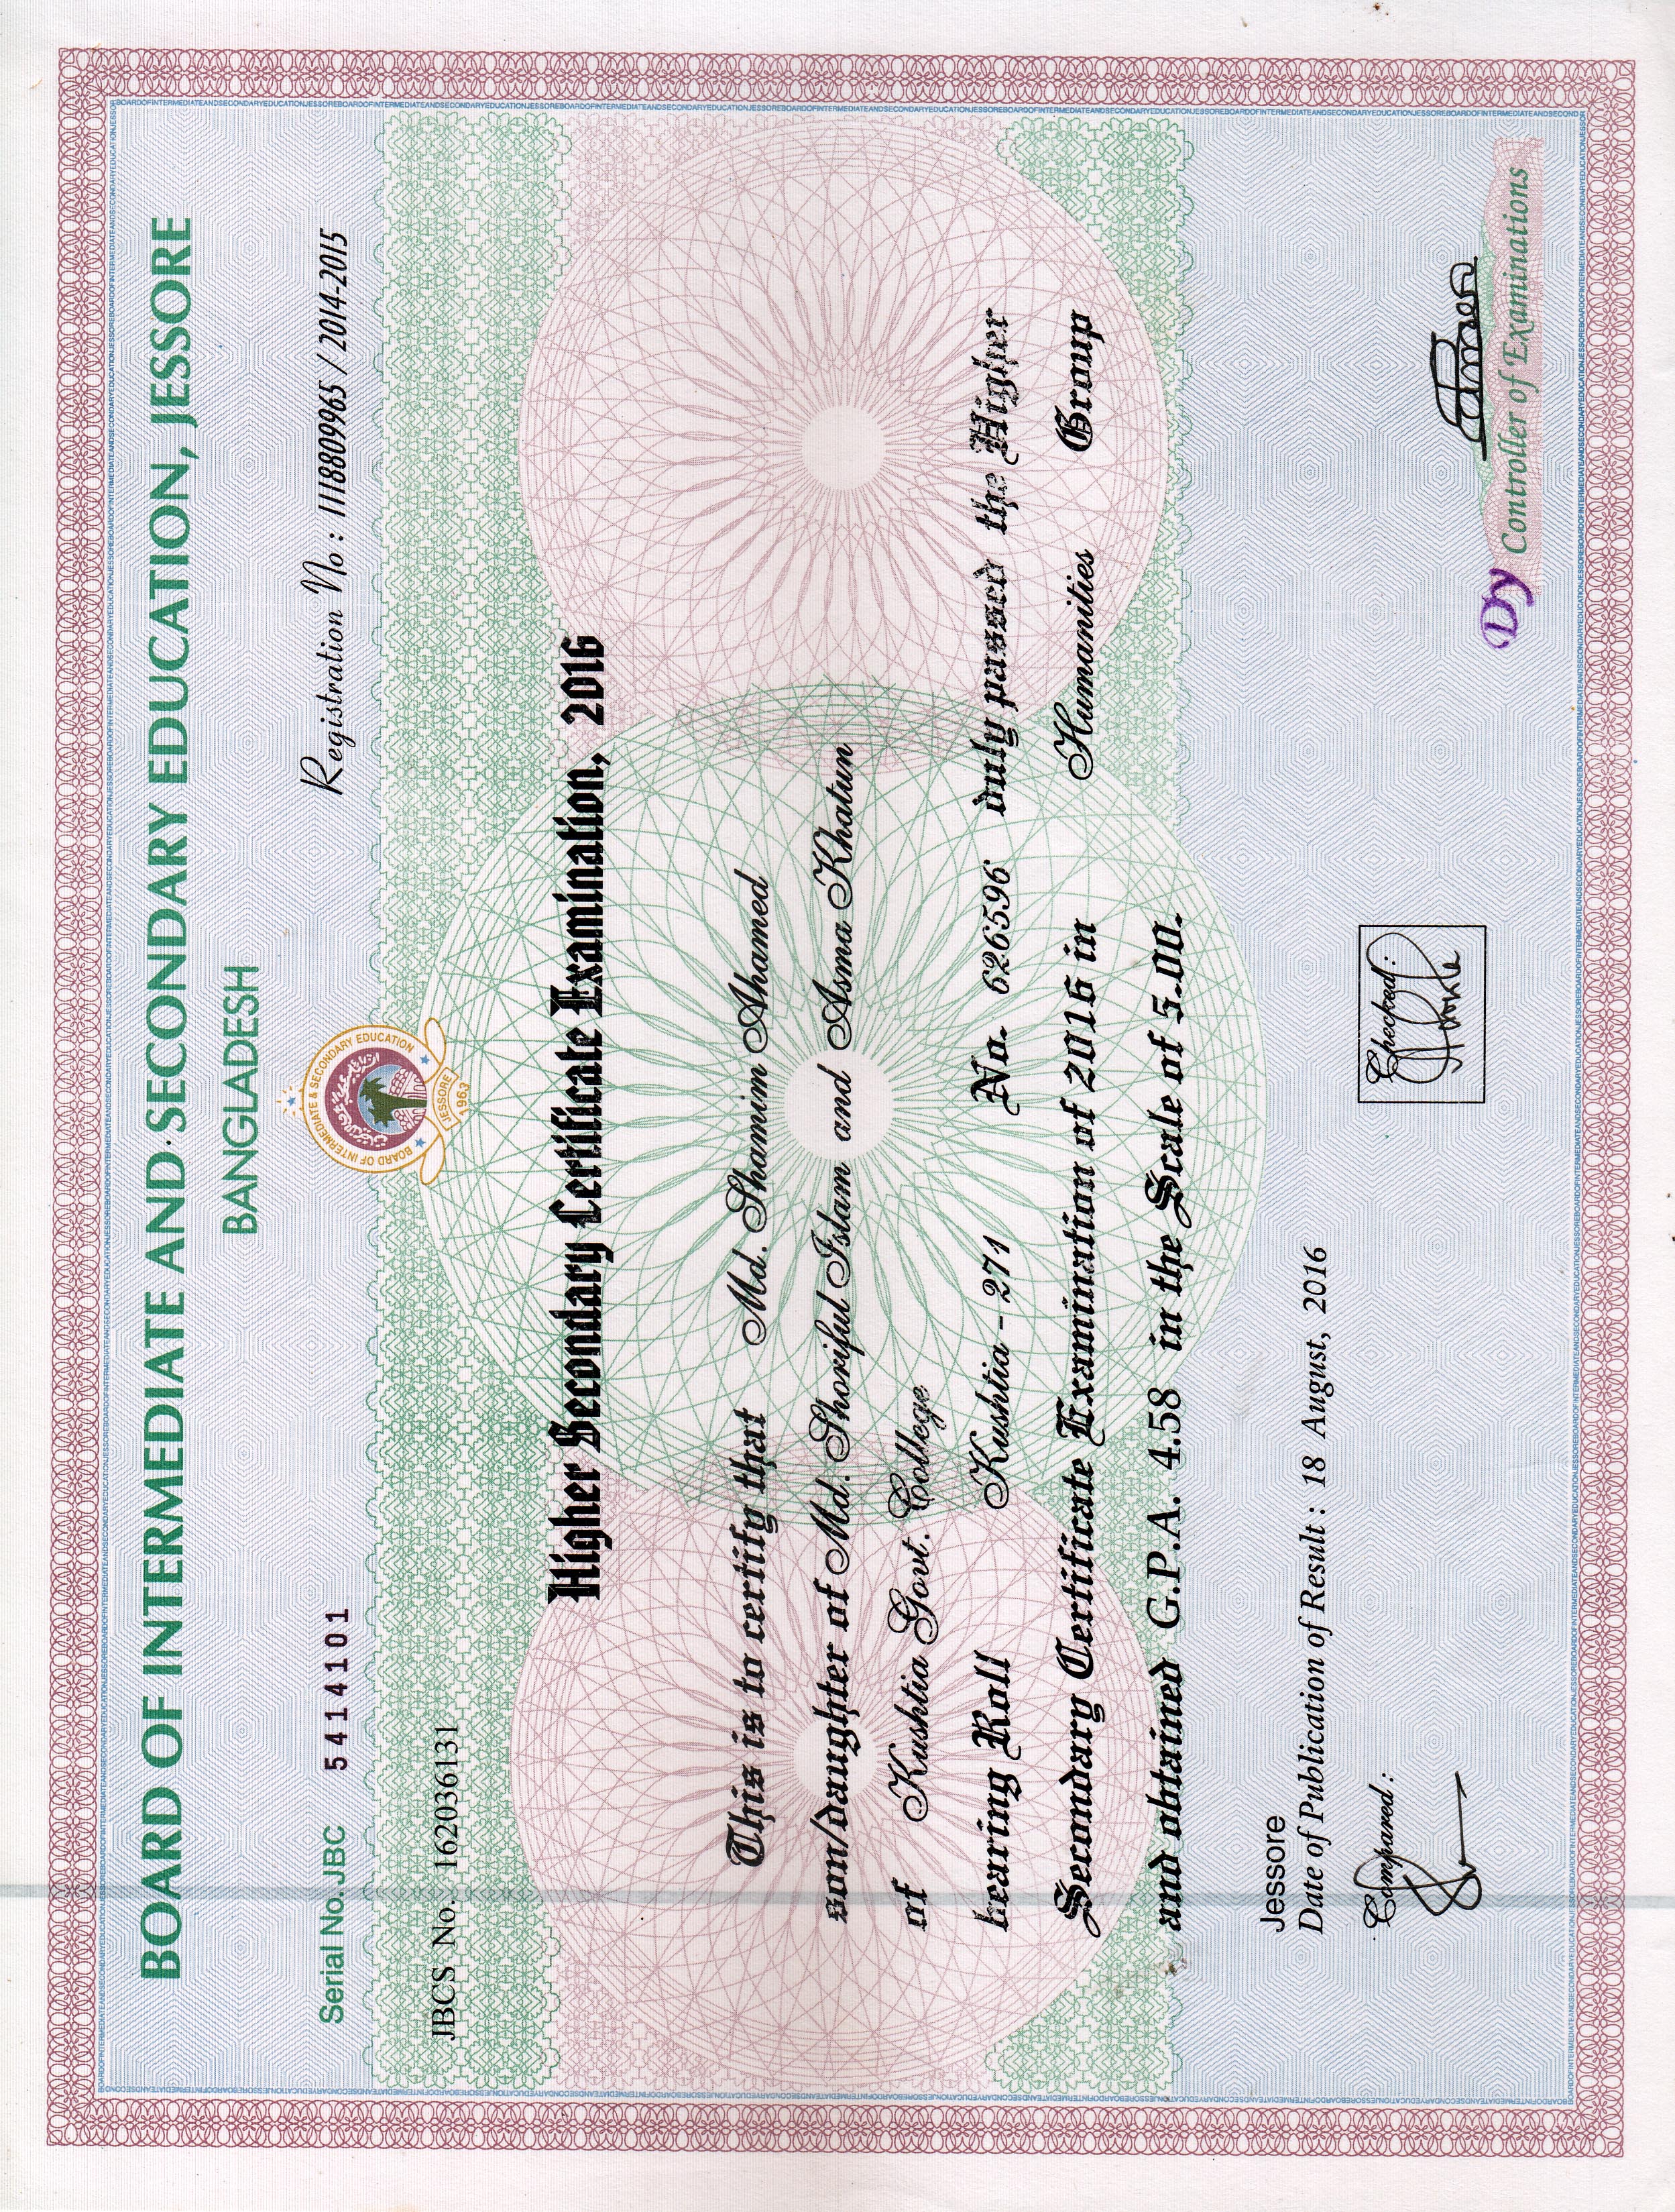 BOARD OF INTERMEDIATE AND SECONDARY EDUCATION, JESSORE
BANGLADESH
Serial No. JBC 5414101
Registration No : 1118809965 / 2014-2015
BOARD OF INTERMEDIATE & SECONDARY EDUCATION
JESSORE
1963
JBCS No. 162036131
Higher Secondary Certificate Examination, 2016
This is to certify that Md. Shamim Ahamed
son/daughter of Md. Shoriful Islam and Asma Khatun
of Kushtia Govt. College
bearing Roll Kushtia - 271 No. 626596 duly passed the Higher
Secondary Certificate Examination of 2016 in Humanities Group
and obtained G.P.A. 4.58 in the Scale of 5.00.
Jessore
Date of Publication of Result : 18 August, 2016
Compared :
Checked :
Dy Controller of Examinations